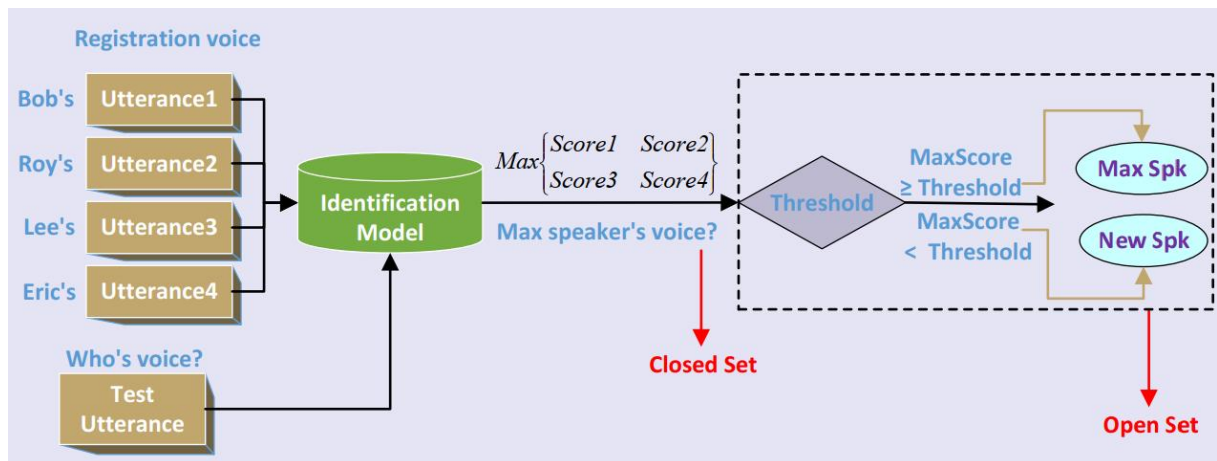 Registration voice
Bob's
Utterance1
Roy's
Utterance2
Lee's
Utterance3
Eric's
Utterance4
Who's voice?
Test
Utterance
Identification
Model
Max{Score1 Score2
Score3 Score4}
Max speaker's voice?
Closed Set
Threshold
MaxScore
≥ Threshold
MaxScore
< Threshold
Max Spk
New Spk
Open Set